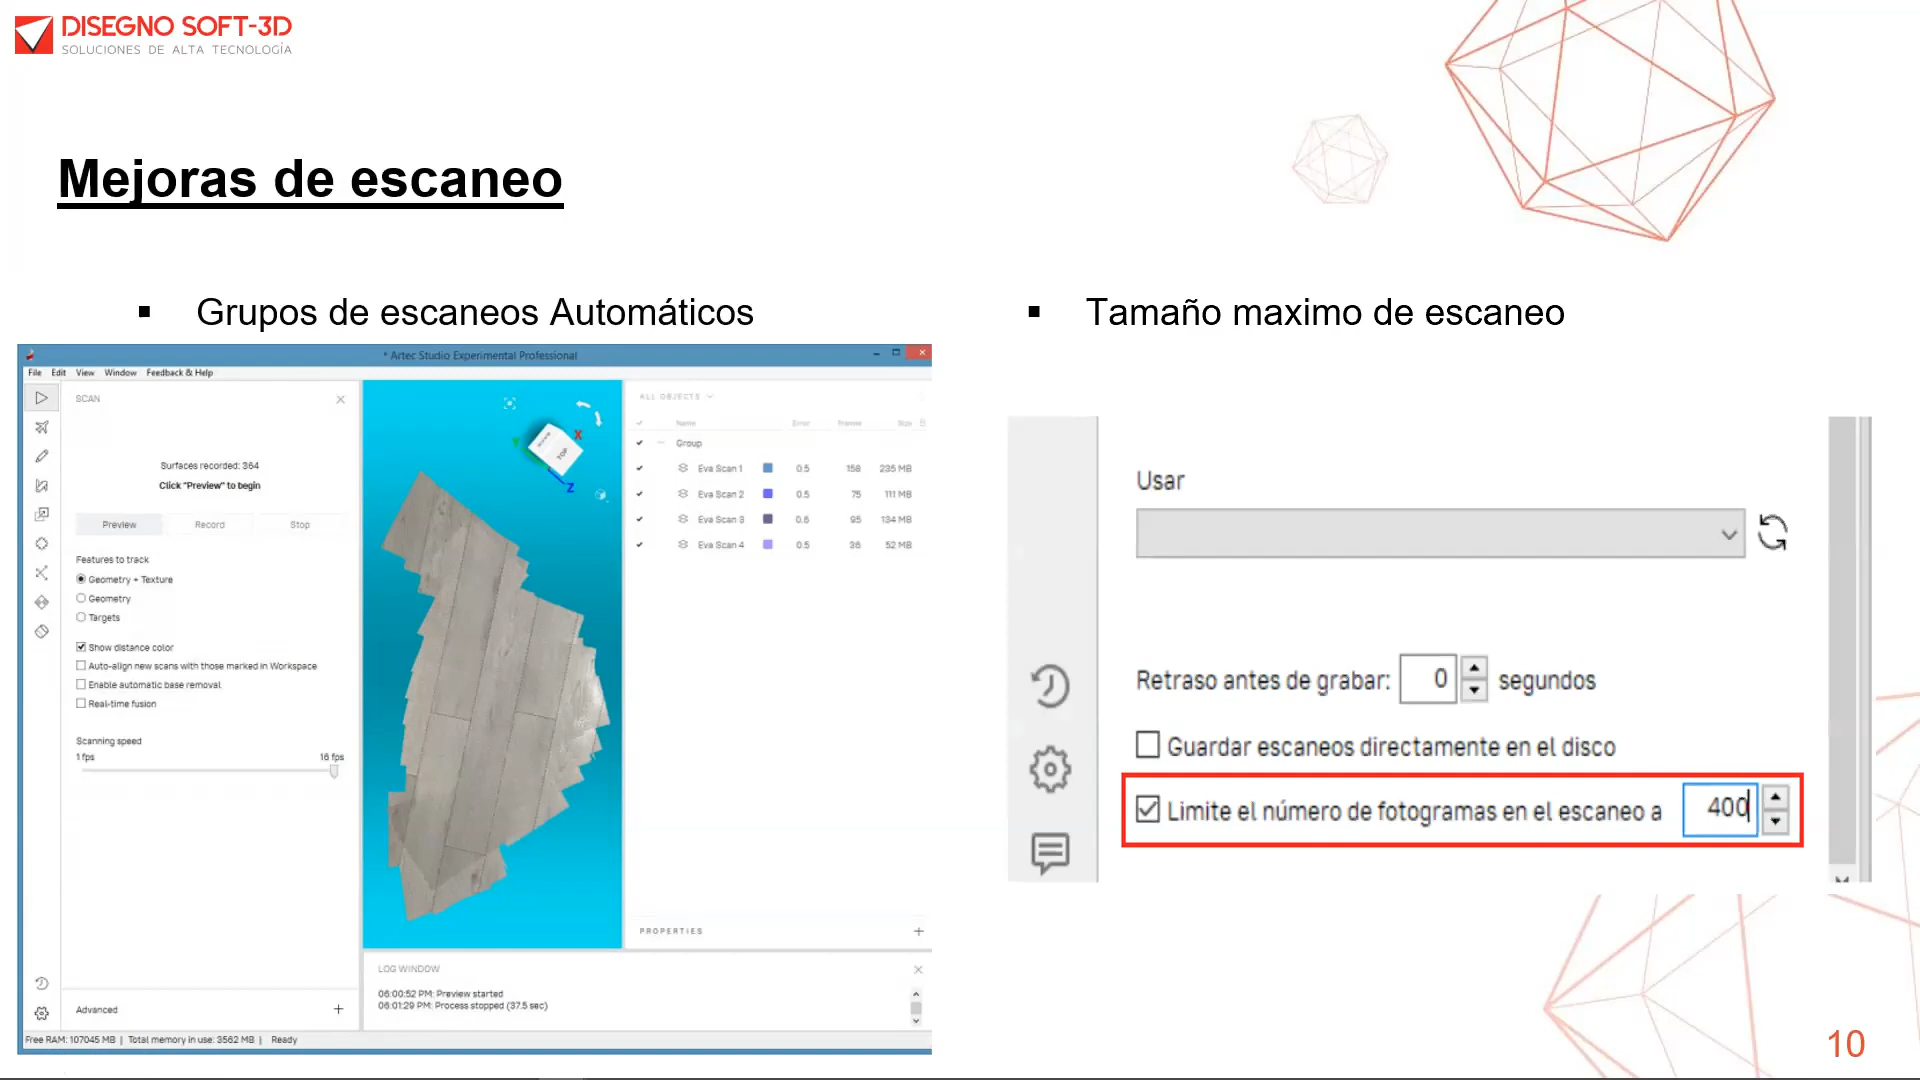 DISEGNO SOFT-3D
SOLUCIONES DE ALTA TECNOLOGÍA
Mejoras de escaneo
▪ Grupos de escaneos Automáticos
* Artec Studio Experimental Professional
File Edit View Window Feedback & Help
SCAN
Surfaces recorded: 364
Click "Preview" to begin
Preview Record Stop
Features to track
Geometry + Texture
Geometry
Targets
Show distance color
Auto-align new scans with those marked in Workspace
Enable automatic base removal
Real-time fusion
Scanning speed
1 fps 16 fps
Advanced
TOP
X
Y
Z
ALL OBJECTS
Name Error Frames Size
Group
Eva Scan 1 0.5 158 235 MB
Eva Scan 2 0.5 75 111 MB
Eva Scan 3 0.6 95 134 MB
Eva Scan 4 0.5 36 52 MB
PROPERTIES
LOG WINDOW
06:00:52 PM: Preview started
06:01:29 PM: Process stopped (37.5 sec)
Free RAM: 107045 MB | Total memory in use: 3562 MB | Ready
▪ Tamaño maximo de escaneo
Usar
Retraso antes de grabar: 0 segundos
Guardar escaneos directamente en el disco
Limite el número de fotogramas en el escaneo a 400
10